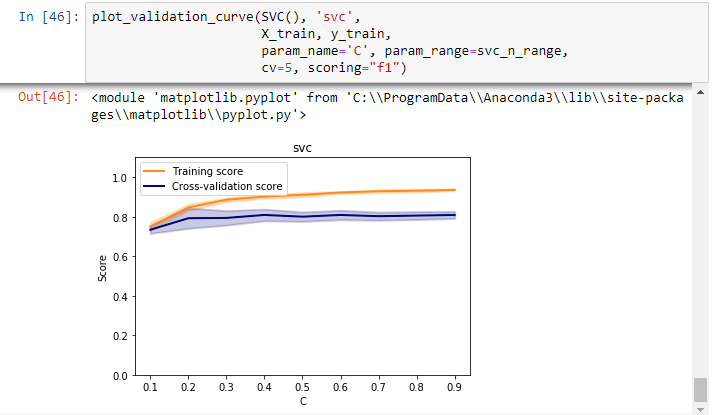 In [46]: plot_validation_curve(SVC(), 'svc',
X_train, y_train,
param_name='C', param_range=svc_n_range,
cv=5, scoring="f1")
Out[46]: <module 'matplotlib.pyplot' from 'C:\\ProgramData\\Anaconda3\\lib\\site-packa
ges\\matplotlib\\pyplot.py'>
svc
Training score
Cross-validation score
1.0
0.8
0.6
0.4
0.2
0.0
Score
0.1 0.2 0.3 0.4 0.5 0.6 0.7 0.8 0.9
C